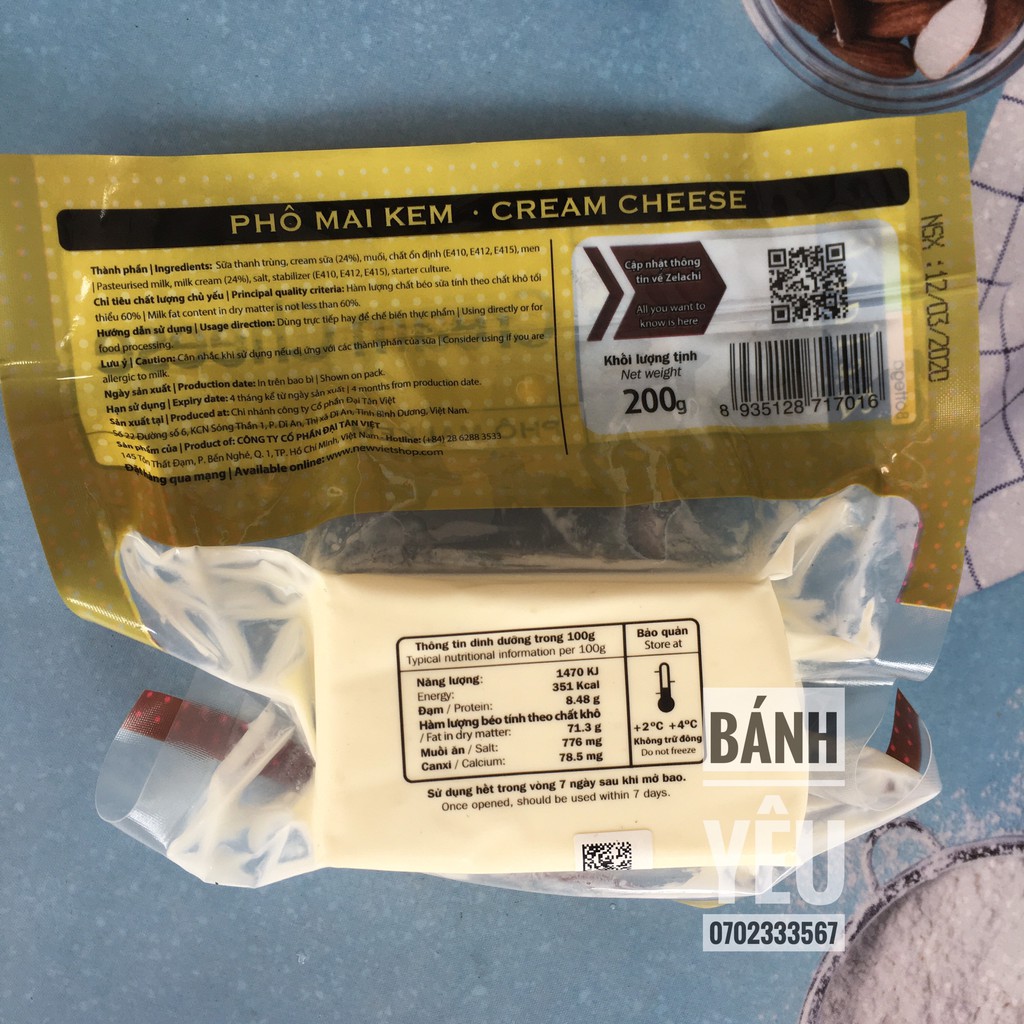 PHÔ MAI KEM · CREAM CHEESE
Thành phần | Ingredients: Sữa thanh trùng, cream sữa (24%), muối, chất ổn định (E410, E412, E415), men
| Pasteurised milk, milk cream (24%), salt, stabilizer (E410, E412, E415), starter culture.
Chỉ tiêu chất lượng chủ yếu | Principal quality criteria: Hàm lượng chất béo sữa tính theo chất khô tối
thiểu 60% | Milk fat content in dry matter is not less than 60%.
Hướng dẫn sử dụng | Usage direction: Dùng trực tiếp hay để chế biến thực phẩm | Using directly or for
food processing.
Lưu ý | Caution: Cân nhắc khi sử dụng nếu dị ứng với các thành phần của sữa | Consider using if you are
allergic to milk.
Ngày sản xuất | Production date: In trên bao bì | Shown on pack.
Hạn sử dụng | Expiry date: 4 tháng kể từ ngày sản xuất | 4 months from production date.
Sản xuất tại | Produced at: Chi nhánh công ty Cổ phần Đại Tân Việt
Số 22 Đường số 6, KCN Sóng Thần 1, P. Dĩ An, Thị xã Dĩ An, Tỉnh Bình Dương, Việt Nam.
Sản phẩm của | Product of: CÔNG TY CỔ PHẦN ĐẠI TÂN VIỆT
145 Tôn Thất Đạm, P. Bến Nghé, Q. 1, TP. Hồ Chí Minh, Việt Nam - Hotline: (+84) 28 6288 3533
Đặt hàng qua mạng | Available online: www.newvietshop.com
Cập nhật thông
tin về Zelachi
All you want to
know is here
Khối lượng tịnh
Net weight
200g
8 935128 717016
NSX : 12/03/2020
Thông tin dinh dưỡng trong 100g
Typical nutritional information per 100g
Năng lượng: 1470 KJ
Energy: 351 Kcal
Đạm / Protein: 8.48 g
Hàm lượng béo tính theo chất khô
/ Fat in dry matter: 71.3 g
Muối ăn / Salt: 776 mg
Canxi / Calcium: 78.5 mg
Bảo quản
Store at
+2°C +4°C
Không trữ đông
Do not freeze
Sử dụng hết trong vòng 7 ngày sau khi mở bao.
Once opened, should be used within 7 days.
BÁNH
YÊU
0702333567